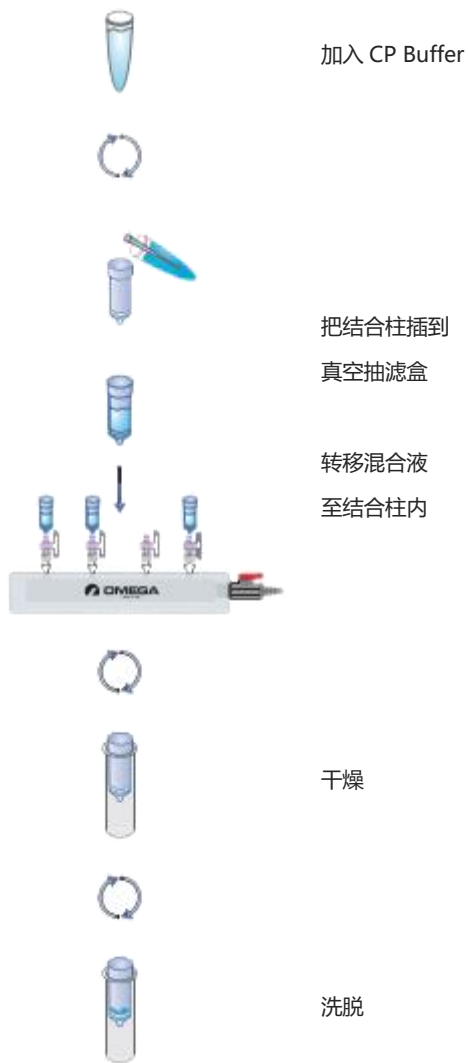 加入 CP Buffer
把结合柱插到
真空抽滤盒
转移混合液
至结合柱内
OMEGA
干燥
洗脱